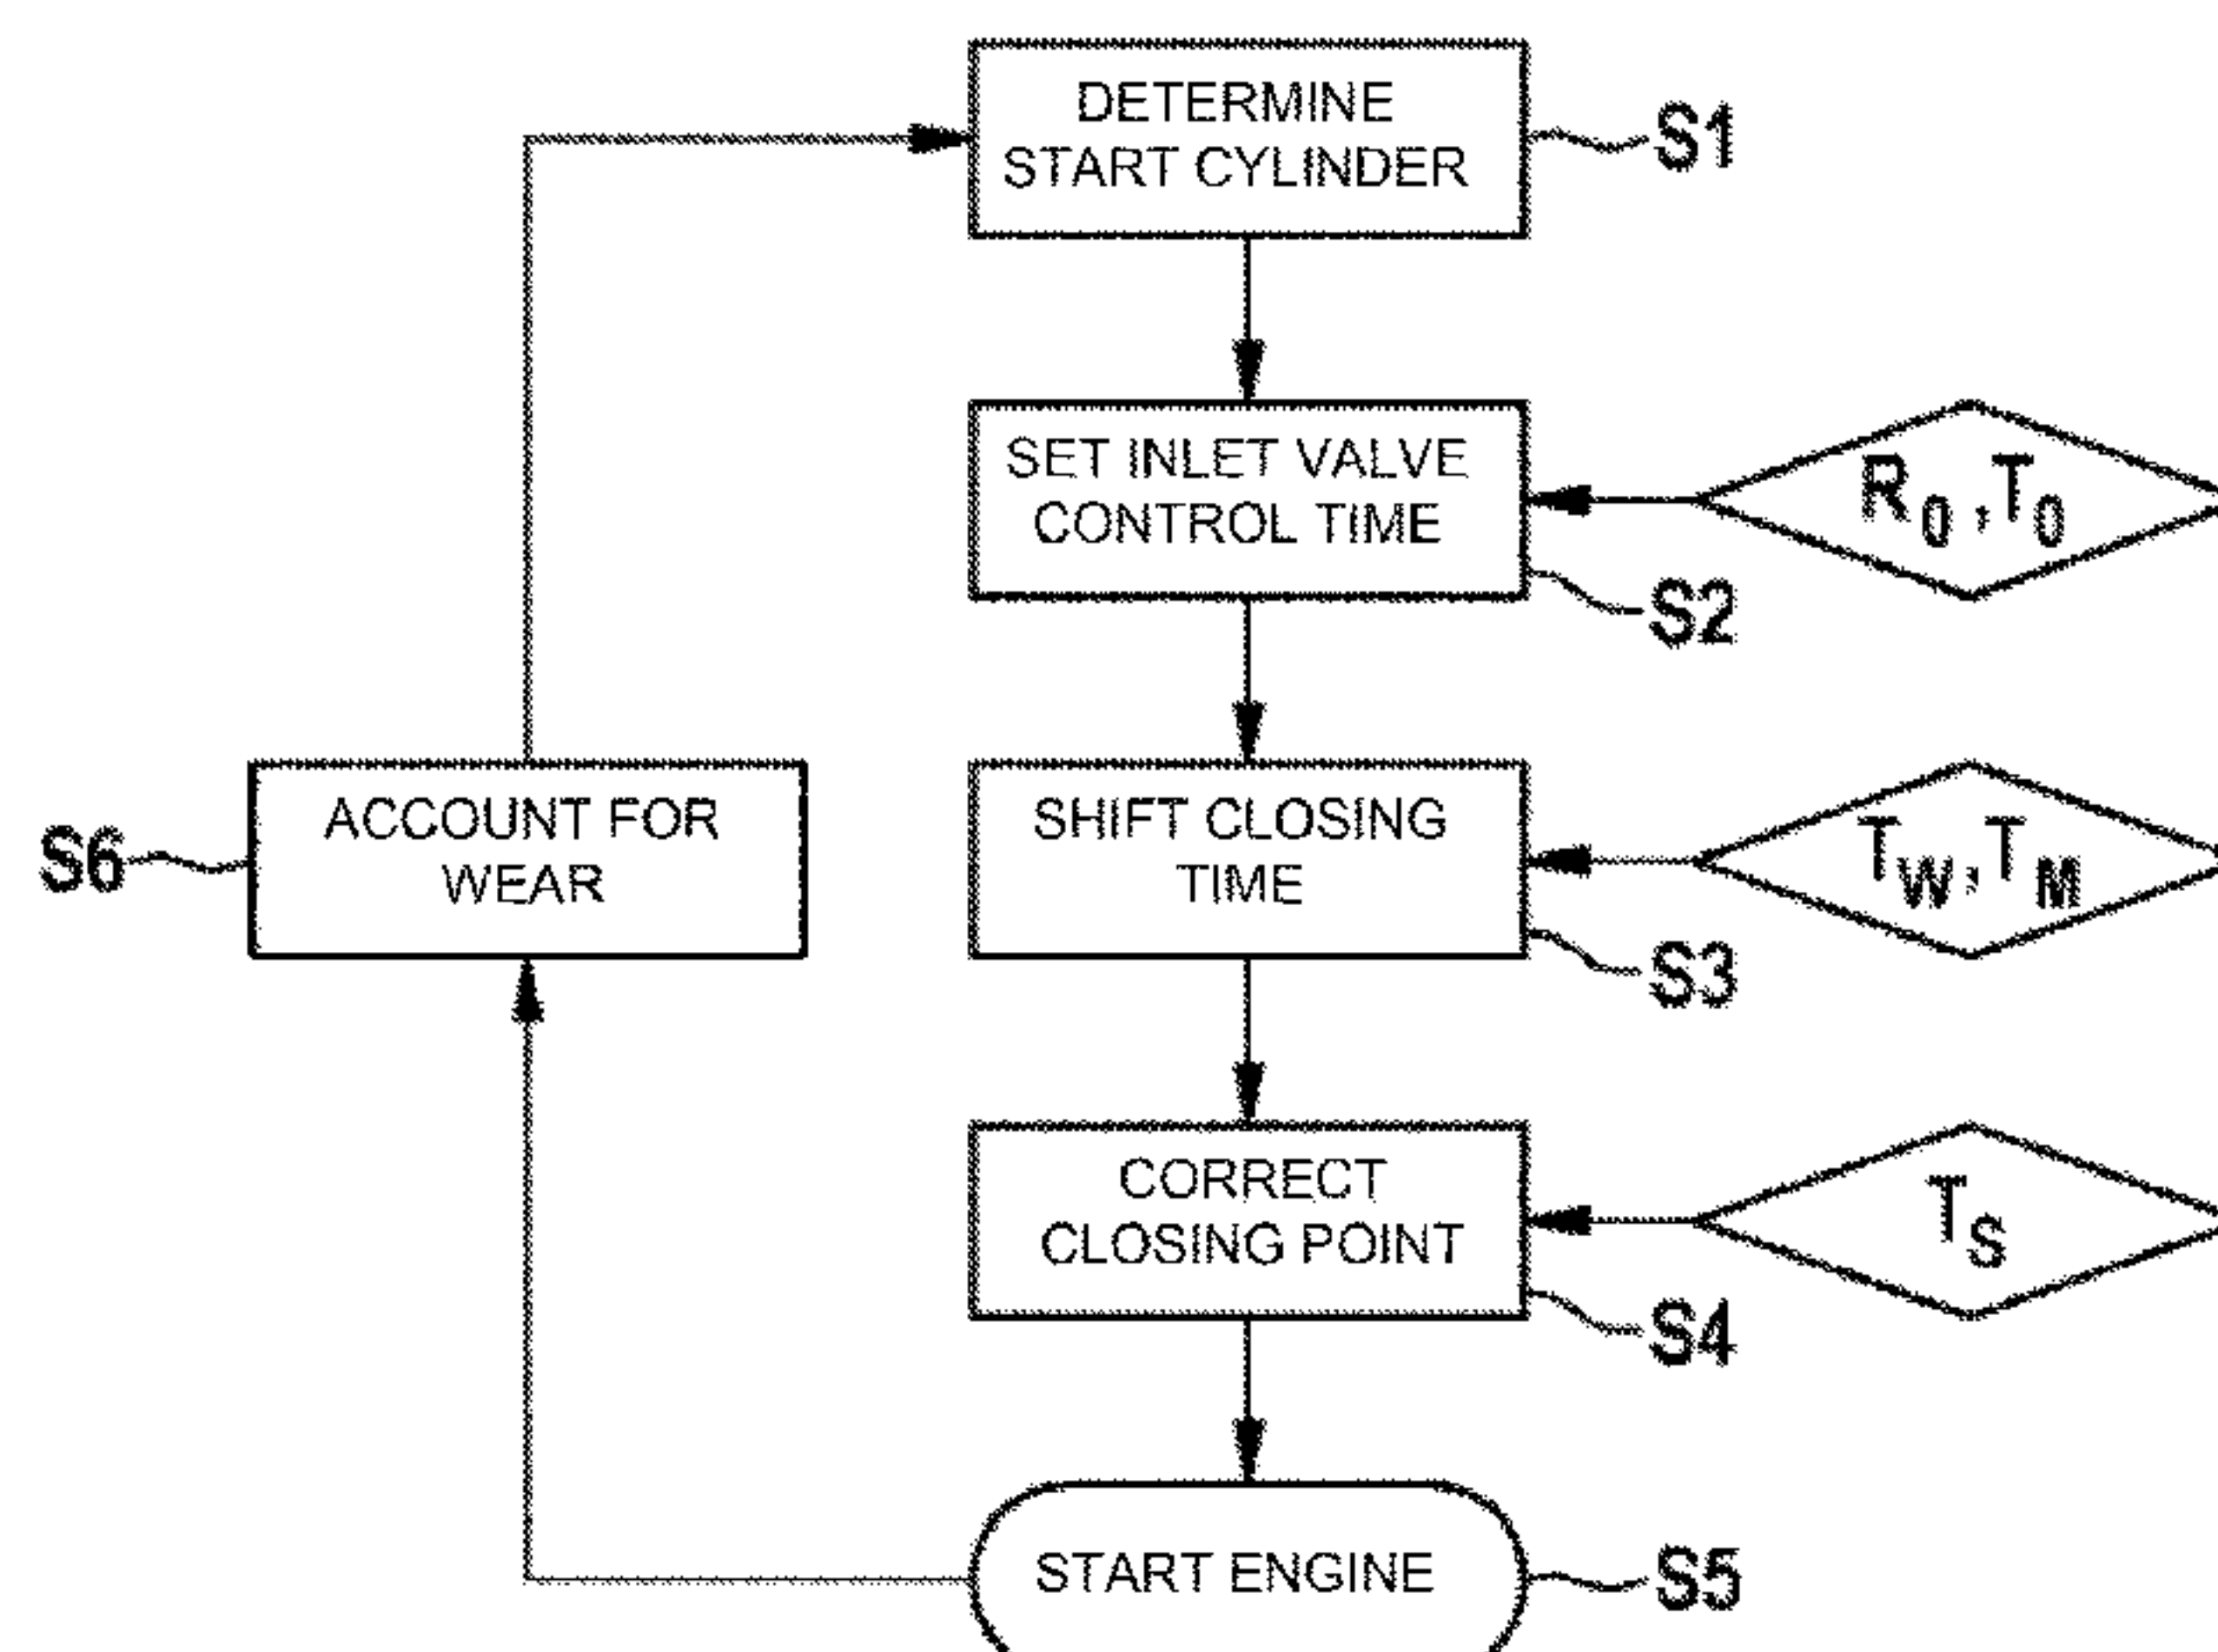 DETERMINE
START CYLINDER
S1
SET INLET VALVE
CONTROL TIME
R0,T0
S2
ACCOUNT FOR
WEAR
S6
SHIFT CLOSING
TIME
TW,TM
S3
CORRECT
CLOSING POINT
TS
S4
START ENGINE
S5